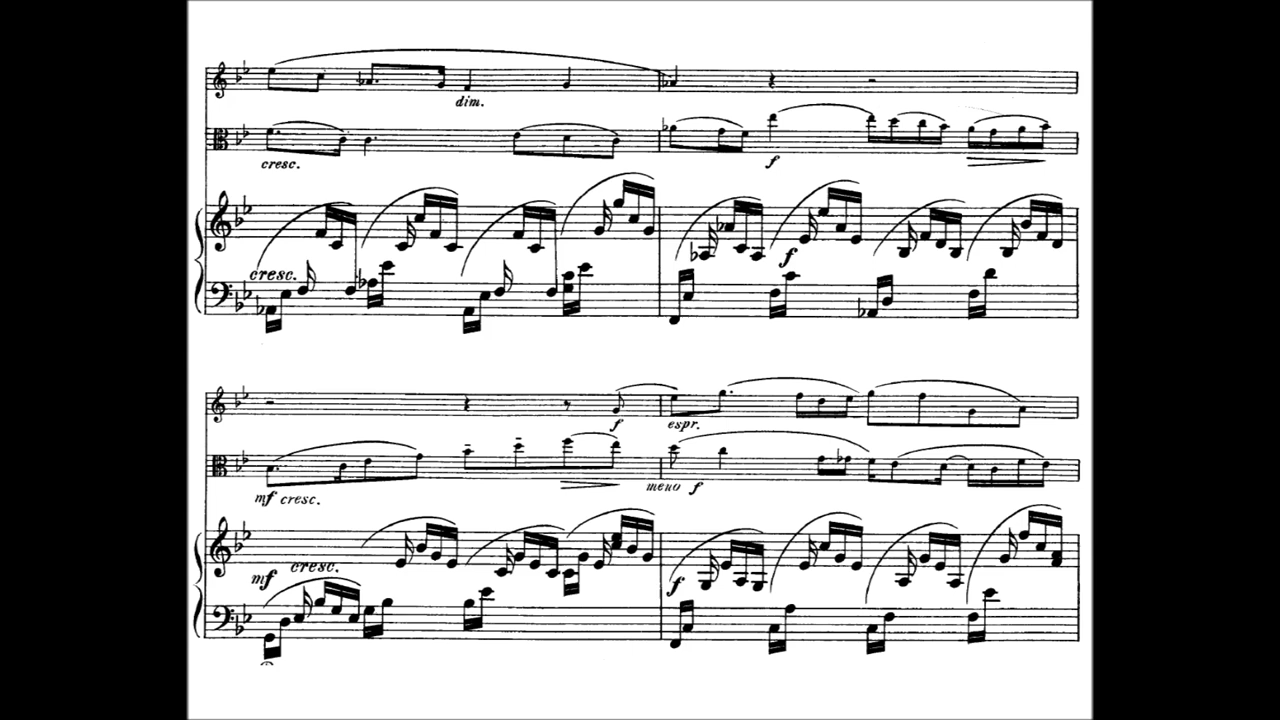 dim.
cresc.
f
cresc.
f
f
espr.
mf cresc.
meno f
mf
cresc.
f